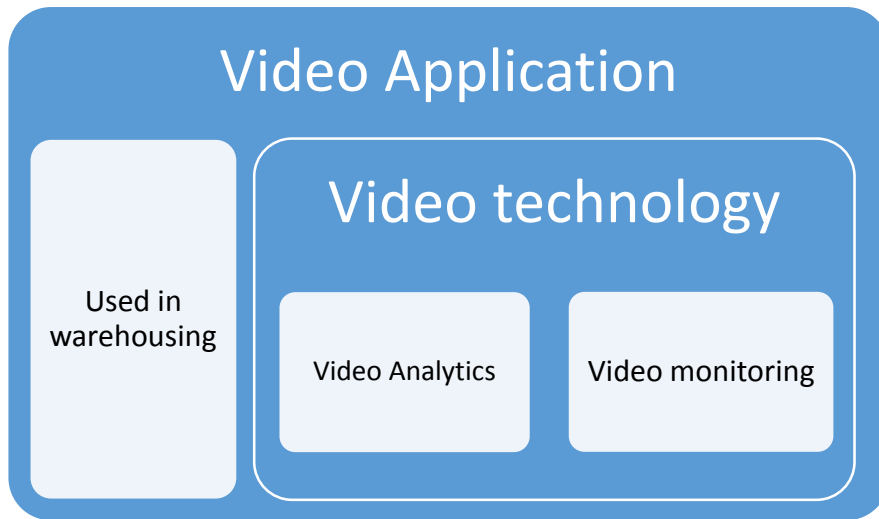 Video Application
Video technology
Used in
warehousing
Video Analytics
Video monitoring